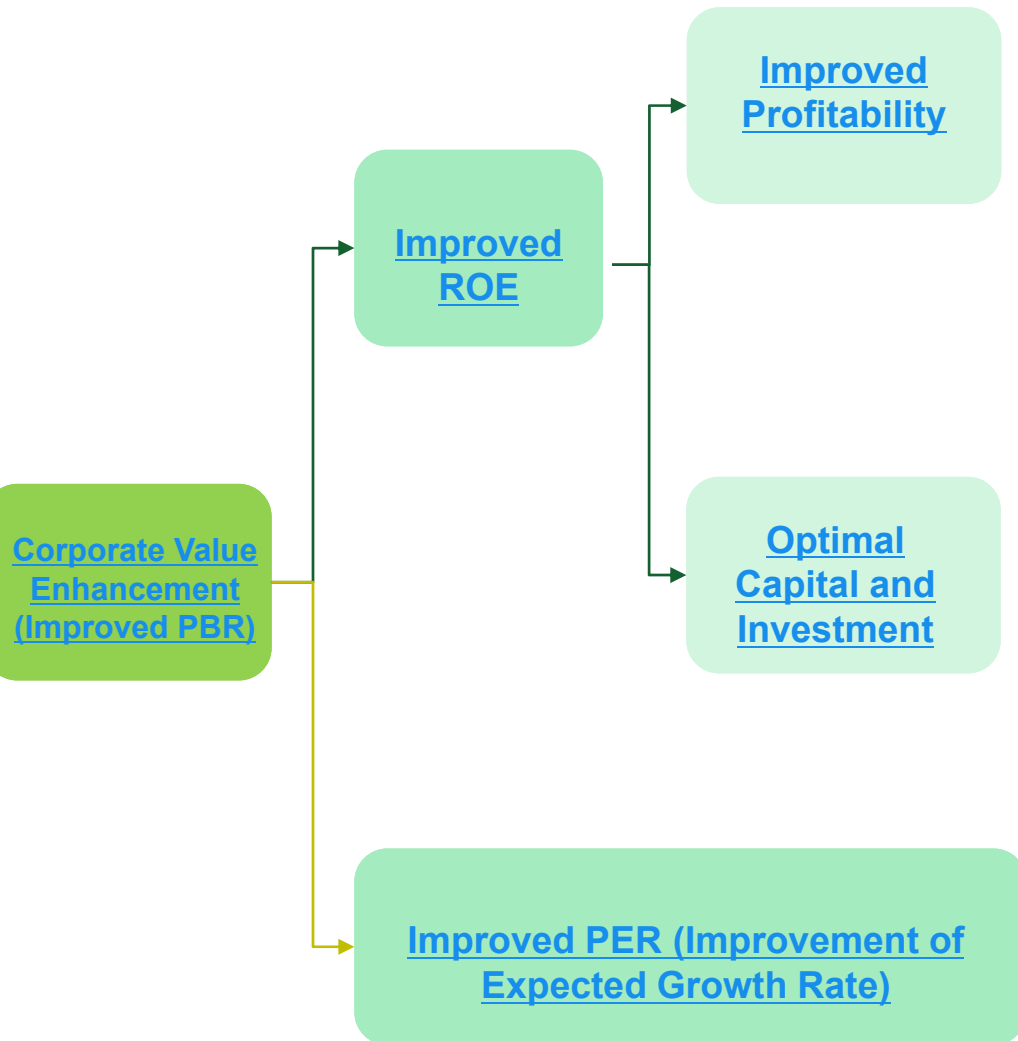 Improved
Profitability
Improved
ROE
Corporate Value
Enhancement
(Improved PBR)
Optimal
Capital and
Investment
Improved PER (Improvement of
Expected Growth Rate)